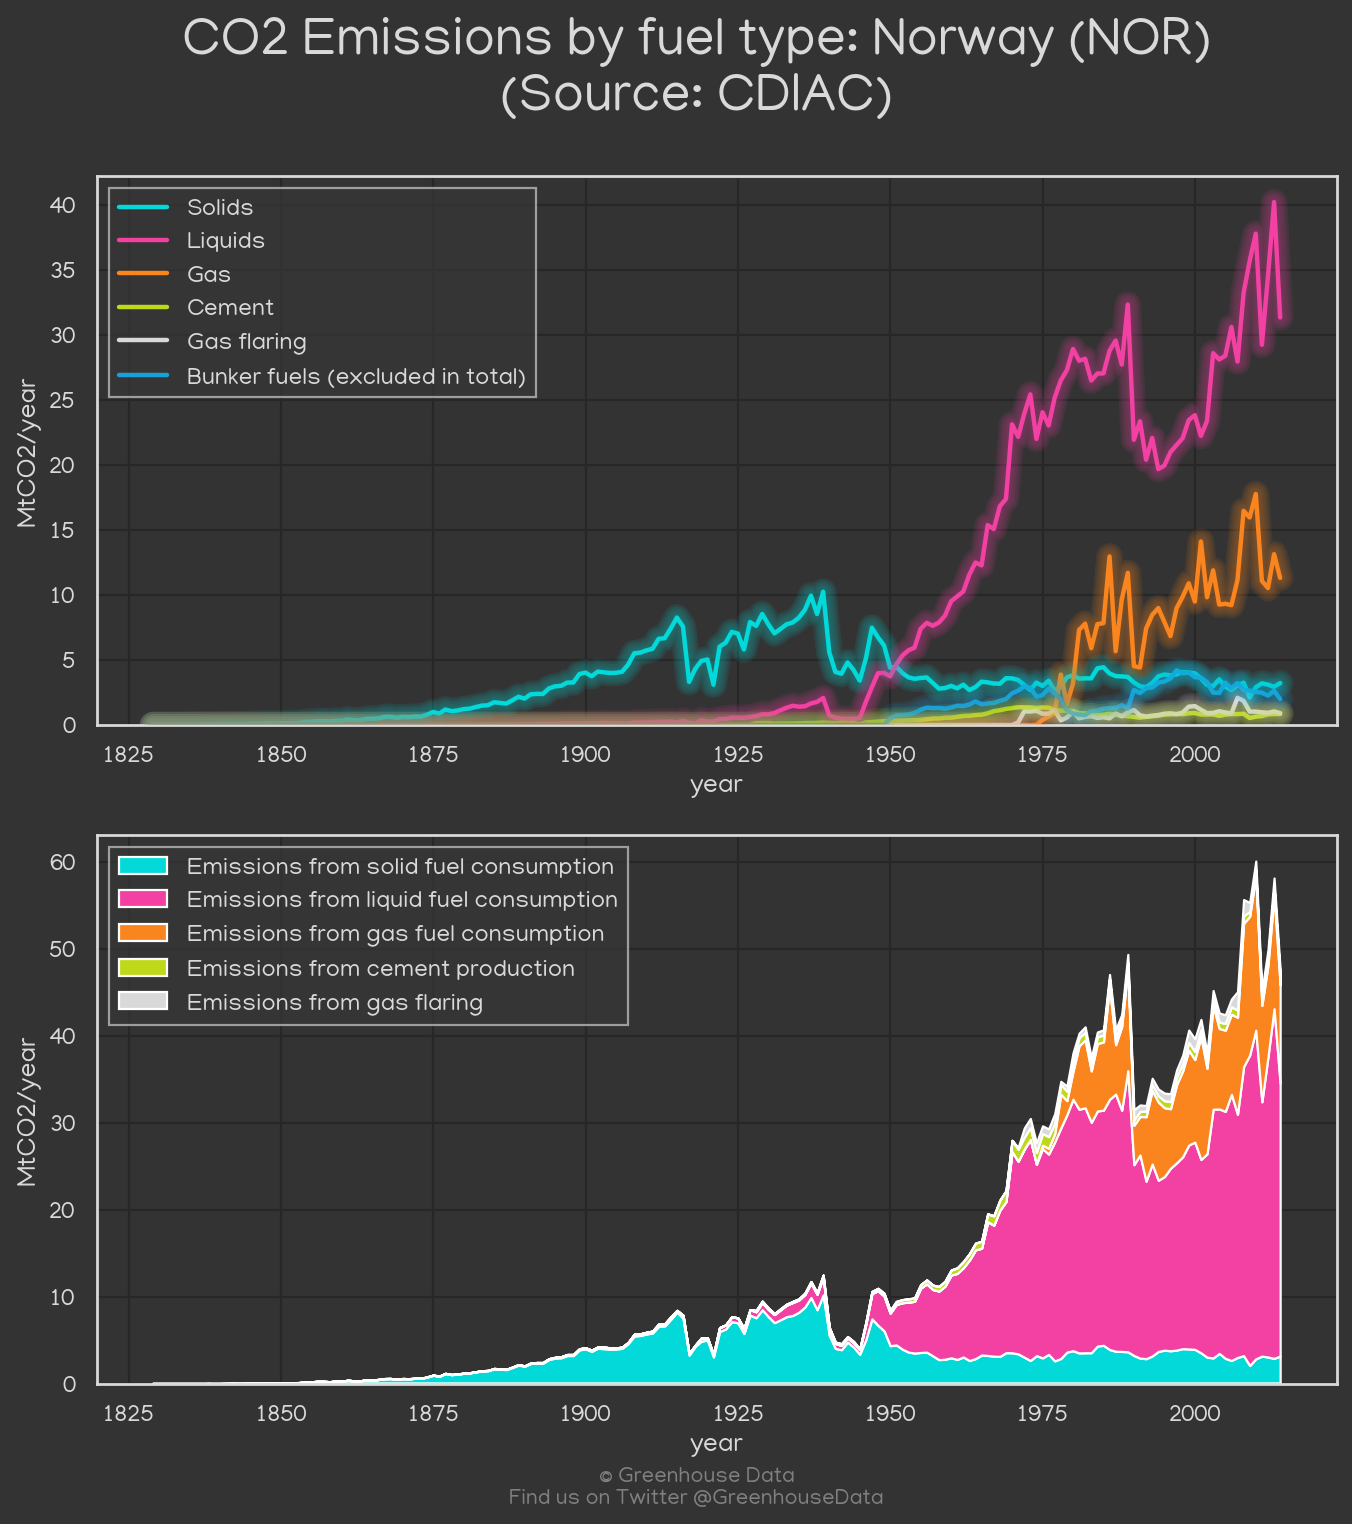 CO2 Emissions by fuel type: Norway (NOR)
(Source: CDIAC)
Solids
Liquids
Gas
Cement
Gas flaring
Bunker fuels (excluded in total)
MtCO2/year
40
35
30
25
20
15
10
5
0
1825 1850 1875 1900 1925 1950 1975 2000
year
Emissions from solid fuel consumption
Emissions from liquid fuel consumption
Emissions from gas fuel consumption
Emissions from cement production
Emissions from gas flaring
MtCO2/year
60
50
40
30
20
10
0
1825 1850 1875 1900 1925 1950 1975 2000
year
© Greenhouse Data
Find us on Twitter @GreenhouseData